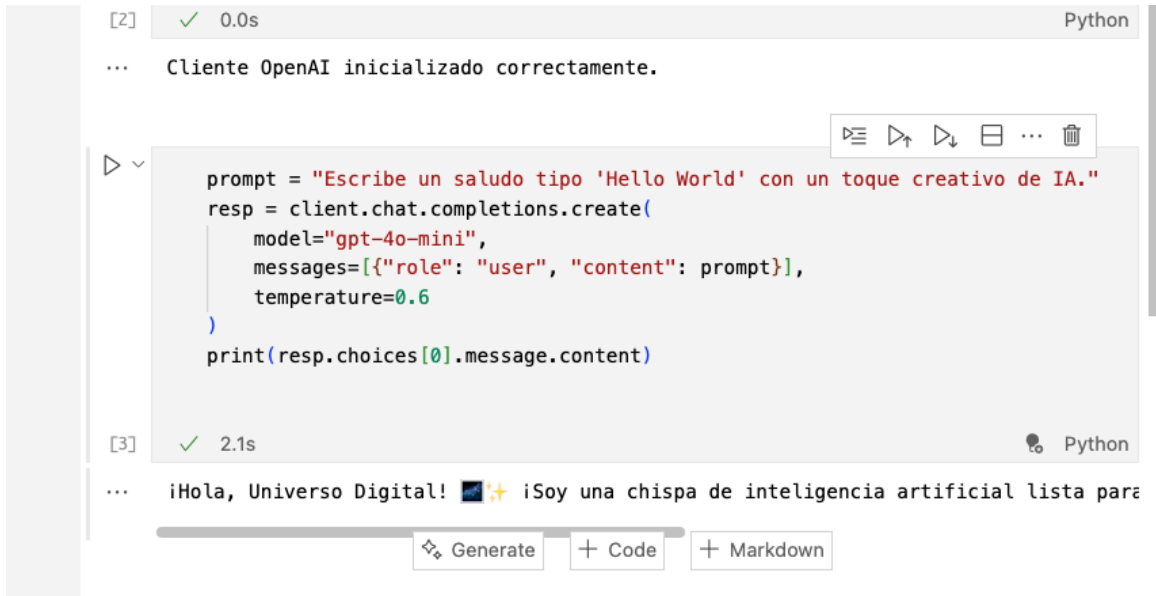 [2] ✓ 0.0s Python
... Cliente OpenAI inicializado correctamente.
prompt = "Escribe un saludo tipo 'Hello World' con un toque creativo de IA."
resp = client.chat.completions.create(
model="gpt-4o-mini",
messages=[{"role": "user", "content": prompt}],
temperature=0.6
)
print(resp.choices[0].message.content)
[3] ✓ 2.1s Python
... ¡Hola, Universo Digital! 🌌✨ ¡Soy una chispa de inteligencia artificial lista para
Generate + Code + Markdown